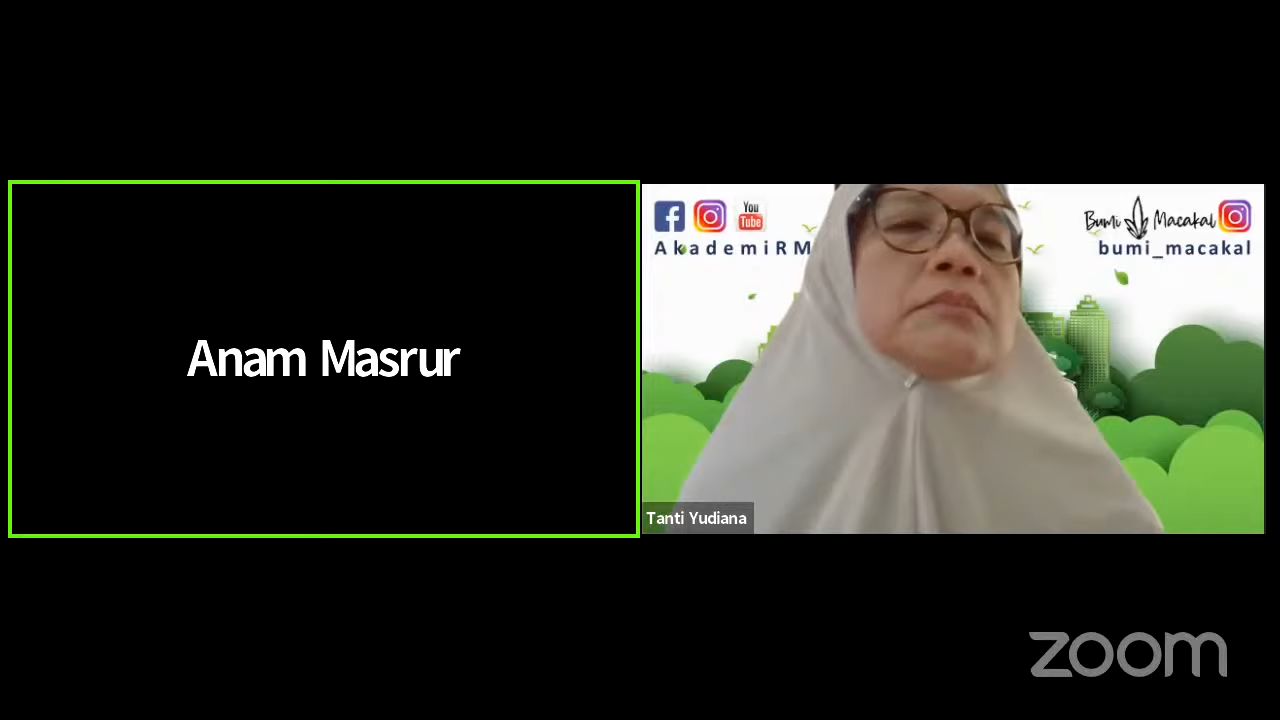 Anam Masrur
You
Tube
AkademiRM
Bumi Macakal
bumi_macakal
Tanti Yudiana
zoom